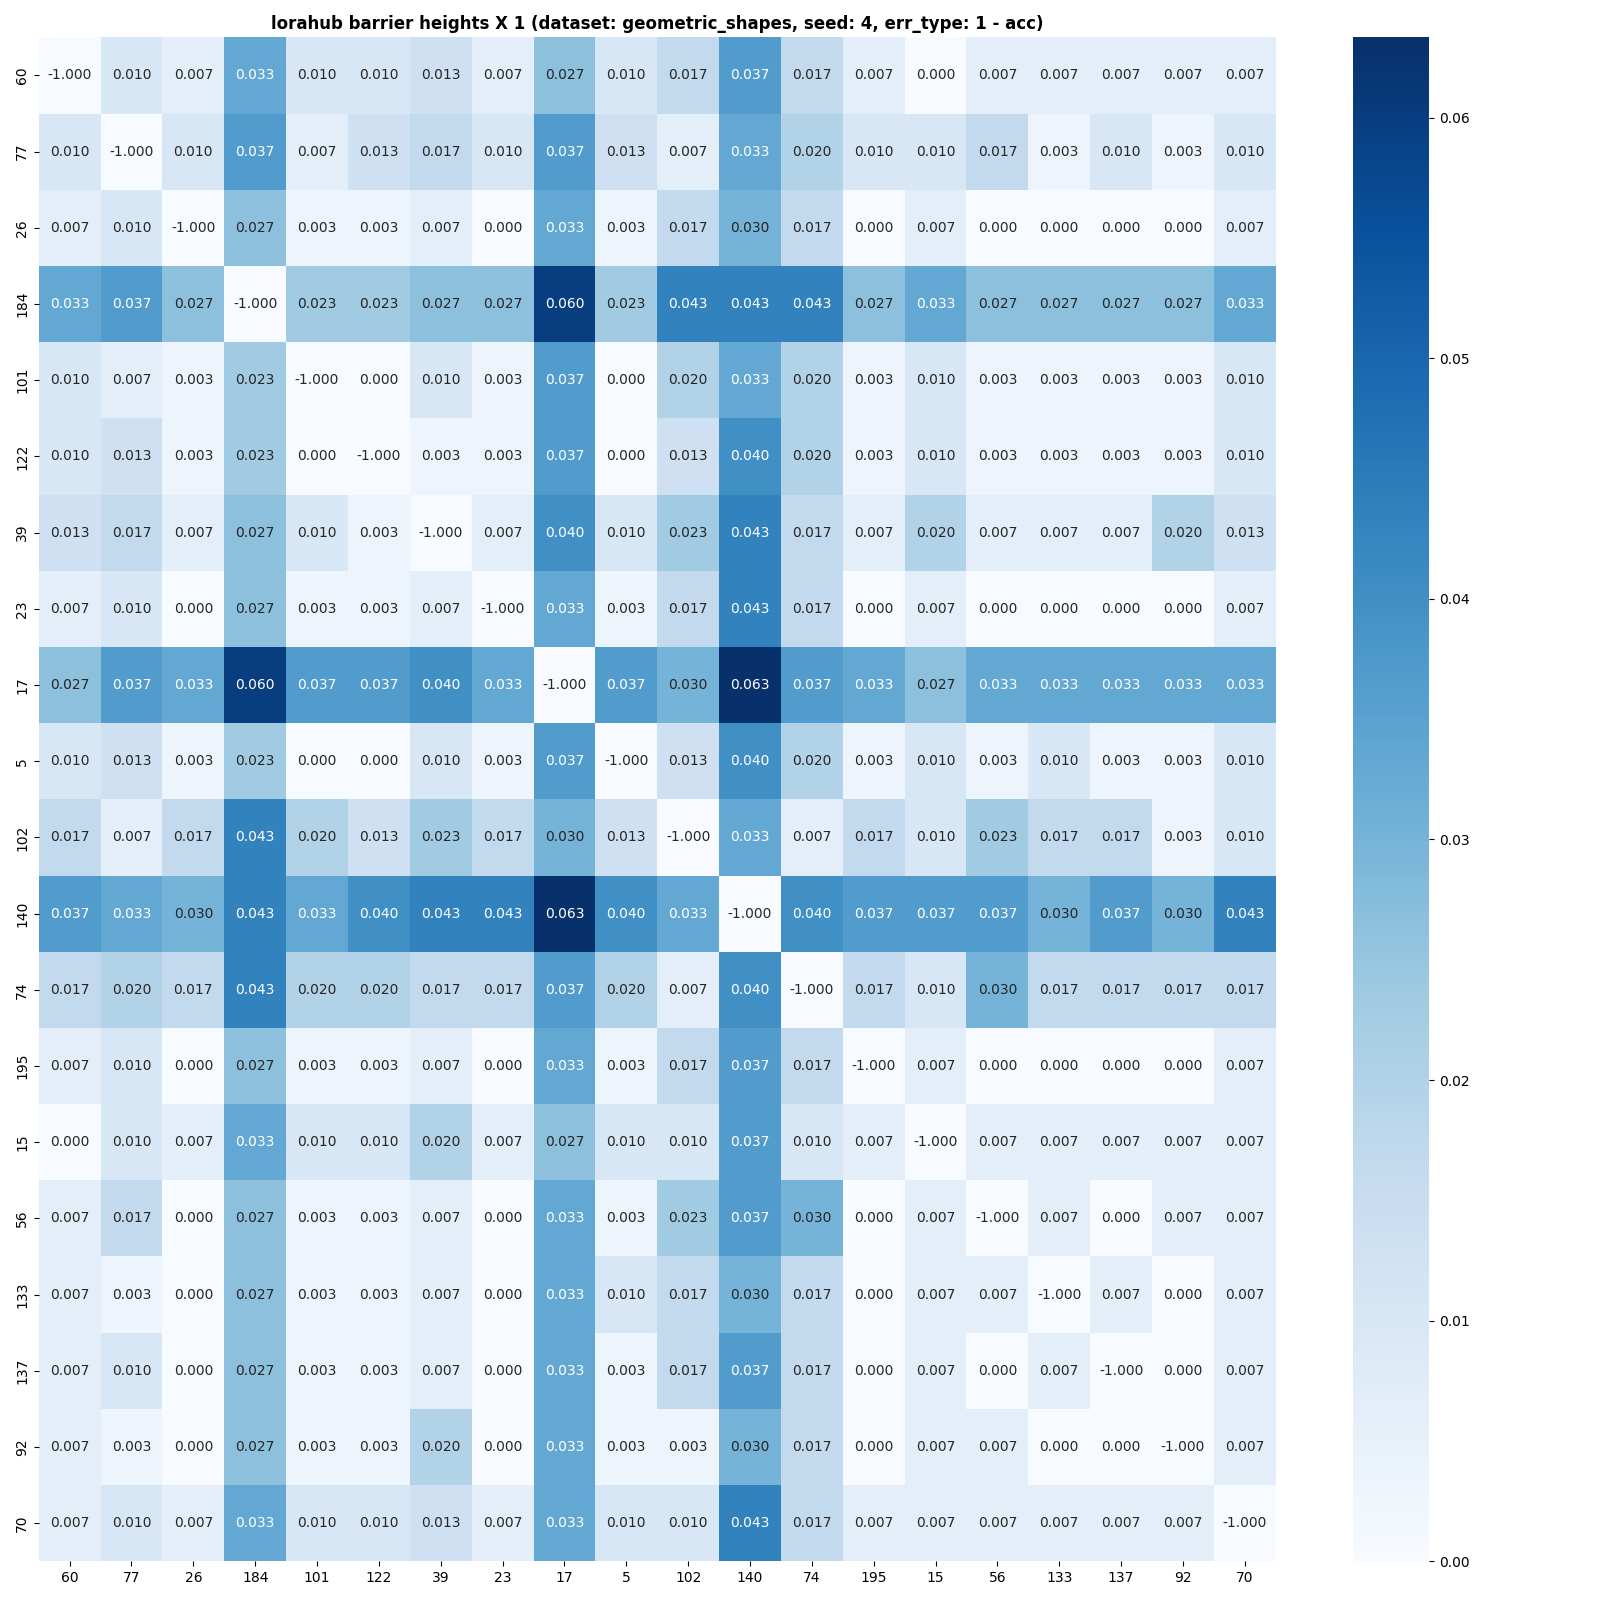 lorahub barrier heights X 1 (dataset: geometric_shapes, seed: 4, err_type: 1 - acc)
60 -1.000 0.010 0.007 0.033 0.010 0.010 0.013 0.007 0.027 0.010 0.017 0.037 0.017 0.007 0.000 0.007 0.007 0.007 0.007 0.007
77 0.010 -1.000 0.010 0.037 0.007 0.013 0.017 0.010 0.037 0.013 0.007 0.033 0.020 0.010 0.010 0.017 0.003 0.010 0.003 0.010
26 0.007 0.010 -1.000 0.027 0.003 0.003 0.007 0.000 0.033 0.003 0.017 0.030 0.017 0.000 0.007 0.000 0.000 0.000 0.000 0.007
184 0.033 0.037 0.027 -1.000 0.023 0.023 0.027 0.027 0.060 0.023 0.043 0.043 0.043 0.027 0.033 0.027 0.027 0.027 0.027 0.033
101 0.010 0.007 0.003 0.023 -1.000 0.000 0.010 0.003 0.037 0.000 0.020 0.033 0.020 0.003 0.010 0.003 0.003 0.003 0.003 0.010
122 0.010 0.013 0.003 0.023 0.000 -1.000 0.003 0.003 0.037 0.000 0.013 0.040 0.020 0.003 0.010 0.003 0.003 0.003 0.003 0.010
39 0.013 0.017 0.007 0.027 0.010 0.003 -1.000 0.007 0.040 0.010 0.023 0.043 0.017 0.007 0.020 0.007 0.007 0.007 0.020 0.013
23 0.007 0.010 0.000 0.027 0.003 0.003 0.007 -1.000 0.033 0.003 0.017 0.043 0.017 0.000 0.007 0.000 0.000 0.000 0.000 0.007
17 0.027 0.037 0.033 0.060 0.037 0.037 0.040 0.033 -1.000 0.037 0.030 0.063 0.037 0.033 0.027 0.033 0.033 0.033 0.033 0.033
5 0.010 0.013 0.003 0.023 0.000 0.000 0.010 0.003 0.037 -1.000 0.013 0.040 0.020 0.003 0.010 0.003 0.010 0.003 0.003 0.010
102 0.017 0.007 0.017 0.043 0.020 0.013 0.023 0.017 0.030 0.013 -1.000 0.033 0.007 0.017 0.010 0.023 0.017 0.017 0.003 0.010
140 0.037 0.033 0.030 0.043 0.033 0.040 0.043 0.043 0.063 0.040 0.033 -1.000 0.040 0.037 0.037 0.037 0.030 0.037 0.030 0.043
74 0.017 0.020 0.017 0.043 0.020 0.020 0.017 0.017 0.037 0.020 0.007 0.040 -1.000 0.017 0.010 0.030 0.017 0.017 0.017 0.017
195 0.007 0.010 0.000 0.027 0.003 0.003 0.007 0.000 0.033 0.003 0.017 0.037 0.017 -1.000 0.007 0.000 0.000 0.000 0.000 0.007
15 0.000 0.010 0.007 0.033 0.010 0.010 0.020 0.007 0.027 0.010 0.010 0.037 0.010 0.007 -1.000 0.007 0.007 0.007 0.007 0.007
56 0.007 0.017 0.000 0.027 0.003 0.003 0.007 0.000 0.033 0.003 0.023 0.037 0.030 0.000 0.007 -1.000 0.007 0.000 0.007 0.007
133 0.007 0.003 0.000 0.027 0.003 0.003 0.007 0.000 0.033 0.010 0.017 0.030 0.017 0.000 0.007 0.007 -1.000 0.007 0.000 0.007
137 0.007 0.010 0.000 0.027 0.003 0.003 0.007 0.000 0.033 0.003 0.017 0.037 0.017 0.000 0.007 0.000 0.007 -1.000 0.000 0.007
92 0.007 0.003 0.000 0.027 0.003 0.003 0.020 0.000 0.033 0.003 0.003 0.030 0.017 0.000 0.007 0.007 0.000 0.000 -1.000 0.007
70 0.007 0.010 0.007 0.033 0.010 0.010 0.013 0.007 0.033 0.010 0.010 0.043 0.017 0.007 0.007 0.007 0.007 0.007 0.007 -1.000
60 77 26 184 101 122 39 23 17 5 102 140 74 195 15 56 133 137 92 70
0.06
0.05
0.04
0.03
0.02
0.01
0.00